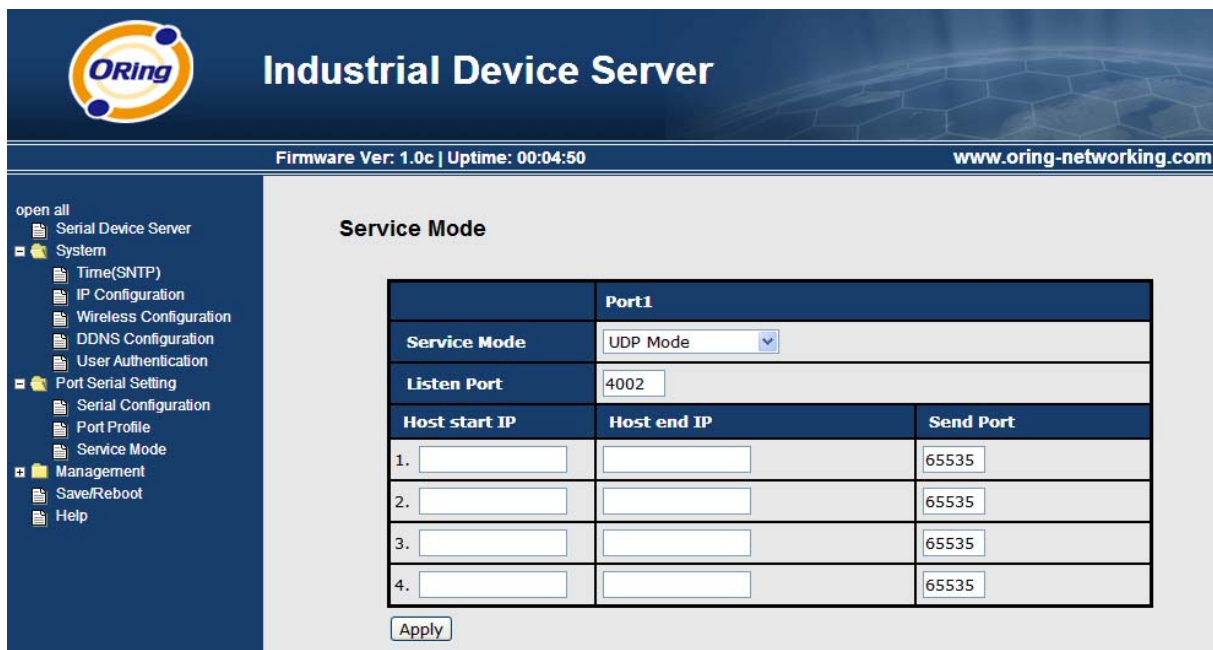 ORing
Industrial Device Server
Firmware Ver: 1.0c | Uptime: 00:04:50 www.oring-networking.com
open all
Serial Device Server
System
Time(SNTP)
IP Configuration
Wireless Configuration
DDNS Configuration
User Authentication
Port Serial Setting
Serial Configuration
Port Profile
Service Mode
Management
Save/Reboot
Help
Service Mode
Port1
Service Mode UDP Mode
Listen Port 4002
Host start IP Host end IP Send Port
1. 65535
2. 65535
3. 65535
4. 65535
Apply